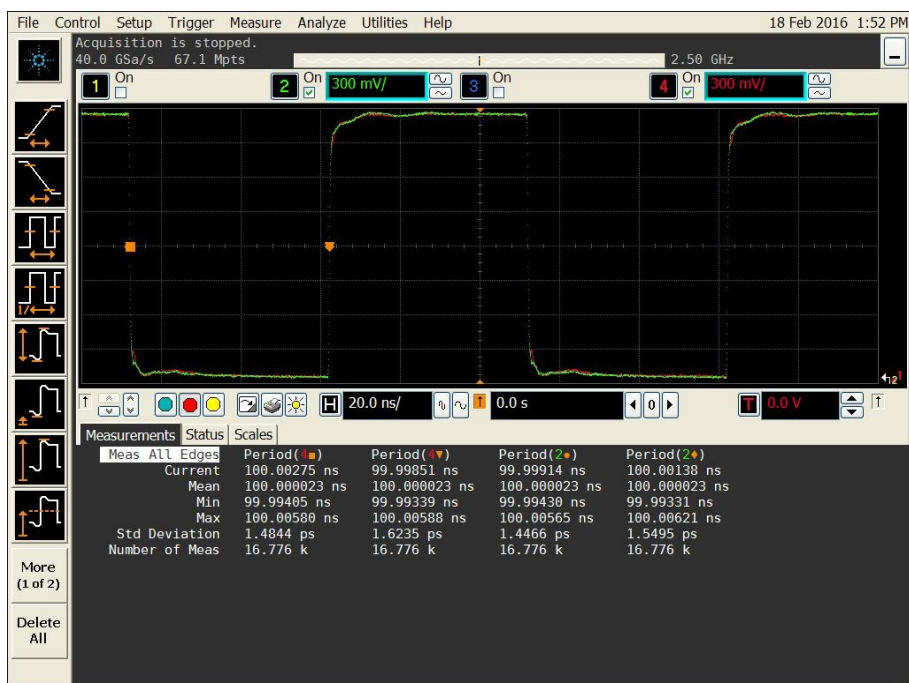 File Control Setup Trigger Measure Analyze Utilities Help 18 Feb 2016 1:52 PM
Acquisition is stopped.
40.0 GSa/s 67.1 Mpts 2.50 GHz
1 On 2 On 300 mV/ 3 On 4 On 300 mV/
H 20.0 ns/ 0.0 s 0 T 0.0 V
Measurements Status Scales
Meas All Edges Period(4■) Period(4▼) Period(2●) Period(2♦)
Current 100.00275 ns 99.99851 ns 99.99914 ns 100.00138 ns
Mean 100.000023 ns 100.000023 ns 100.000023 ns 100.000023 ns
Min 99.99405 ns 99.99339 ns 99.99430 ns 99.99331 ns
Max 100.00580 ns 100.00588 ns 100.00565 ns 100.00621 ns
Std Deviation 1.4844 ps 1.6235 ps 1.4466 ps 1.5495 ps
Number of Meas 16.776 k 16.776 k 16.776 k 16.776 k
1/
More
(1 of 2)
Delete
All